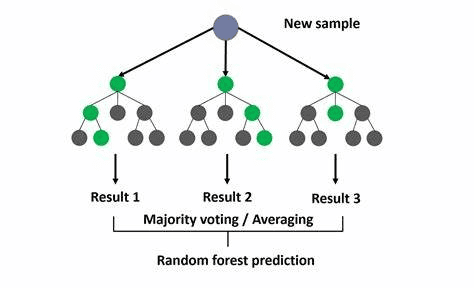 New sample
Result 1
Result 2
Result 3
Majority voting / Averaging
Random forest prediction